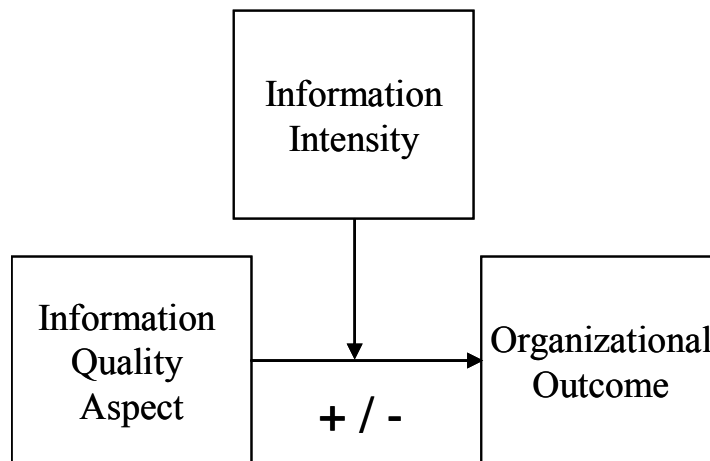 Information
Intensity
Information
Quality
Aspect
+ / -
Organizational
Outcome